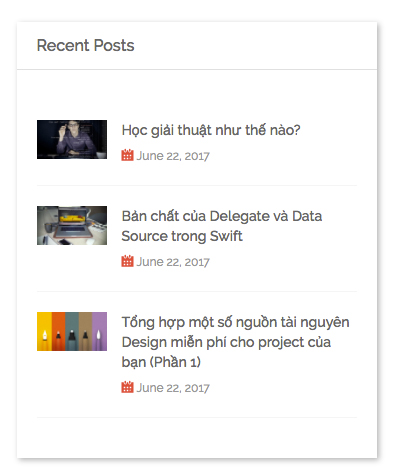 Recent Posts
Học giải thuật như thế nào?
June 22, 2017
Bản chất của Delegate và Data
Source trong Swift
June 22, 2017
Tổng hợp một số nguồn tài nguyên
Design miễn phí cho project của
bạn (Phần 1)
June 22, 2017